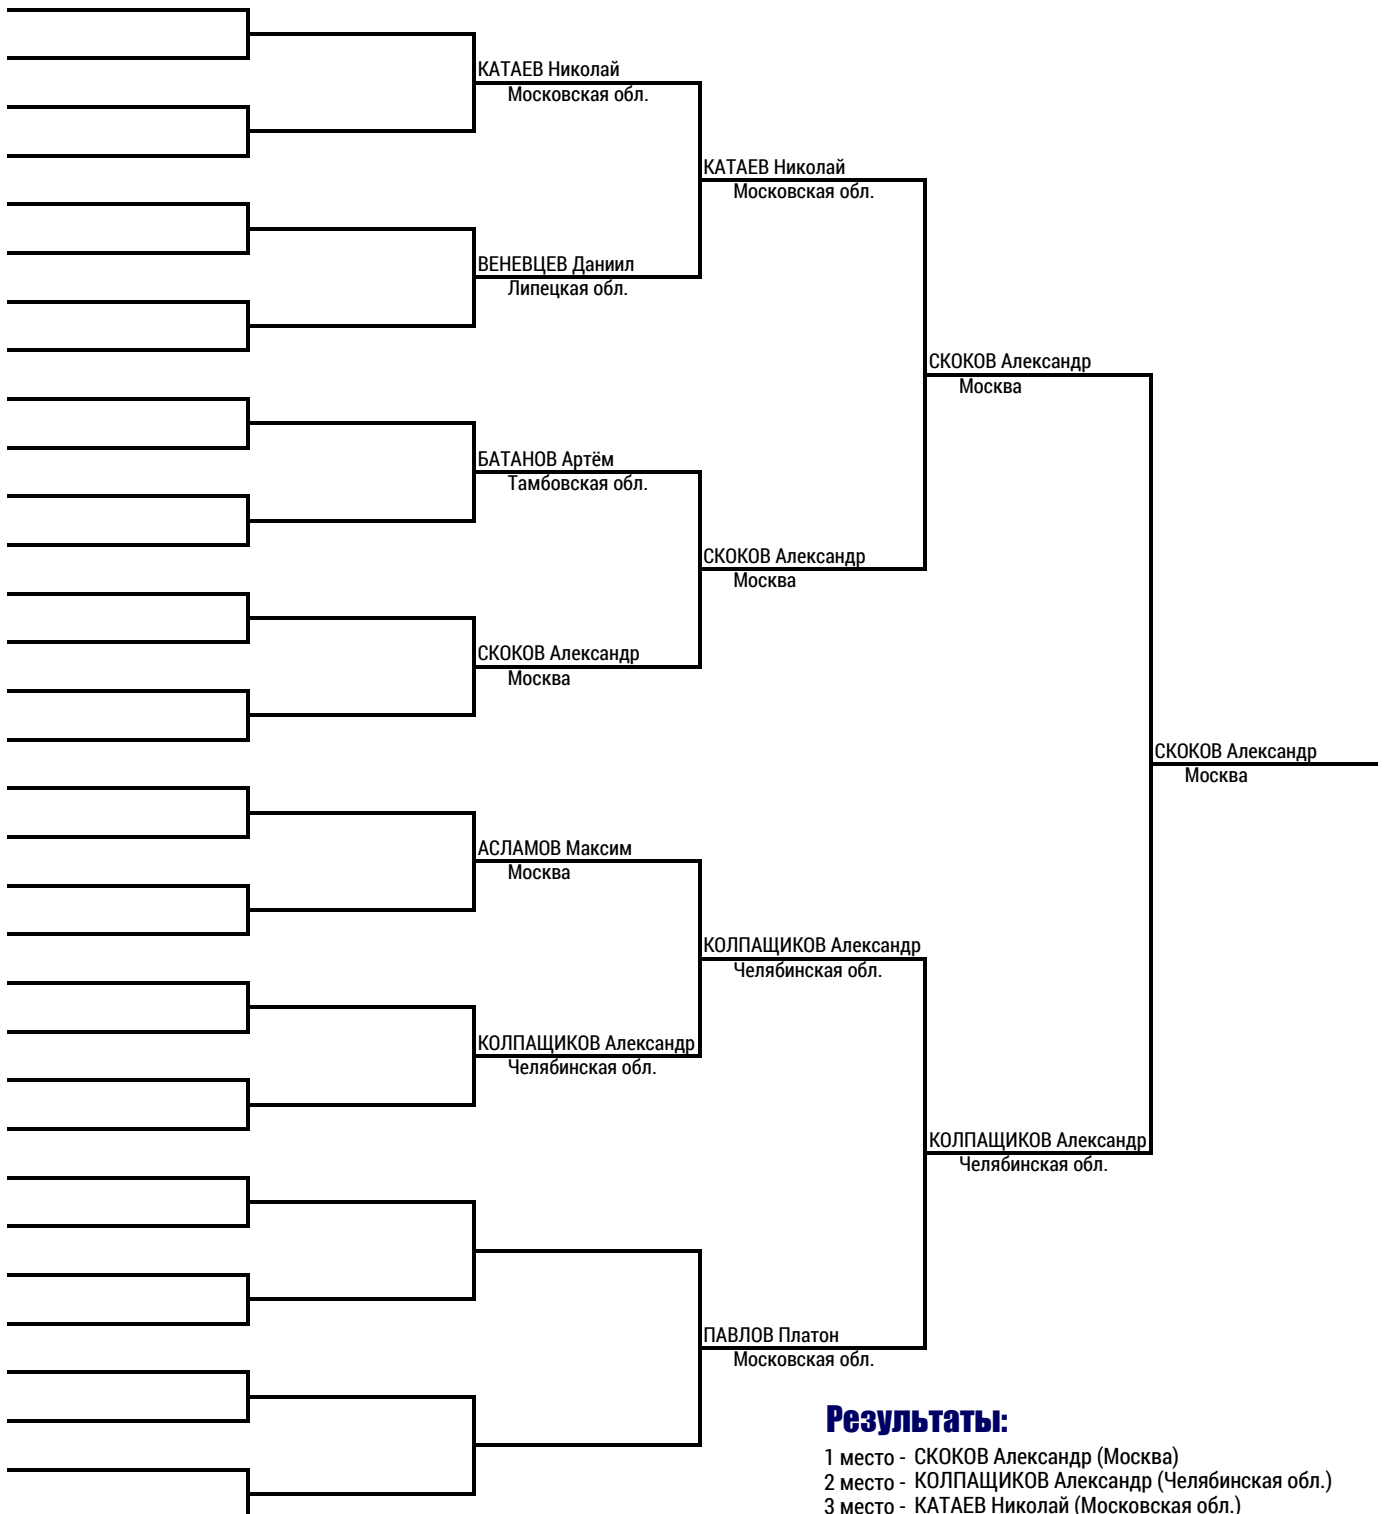 КАТАЕВ Николай
Московская обл.
КАТАЕВ Николай
Московская обл.
ВЕНЕВЦЕВ Даниил
Липецкая обл.
СКОКОВ Александр
Москва
БАТАНОВ Артём
Тамбовская обл.
СКОКОВ Александр
Москва
СКОКОВ Александр
Москва
СКОКОВ Александр
Москва
АСЛАМОВ Максим
Москва
КОЛПАЩИКОВ Александр
Челябинская обл.
КОЛПАЩИКОВ Александр
Челябинская обл.
КОЛПАЩИКОВ Александр
Челябинская обл.
ПАВЛОВ Платон
Московская обл.
Результаты:
1 место - СКОКОВ Александр (Москва)
2 место - КОЛПАЩИКОВ Александр (Челябинская обл.)
3 место - КАТАЕВ Николай (Московская обл.)